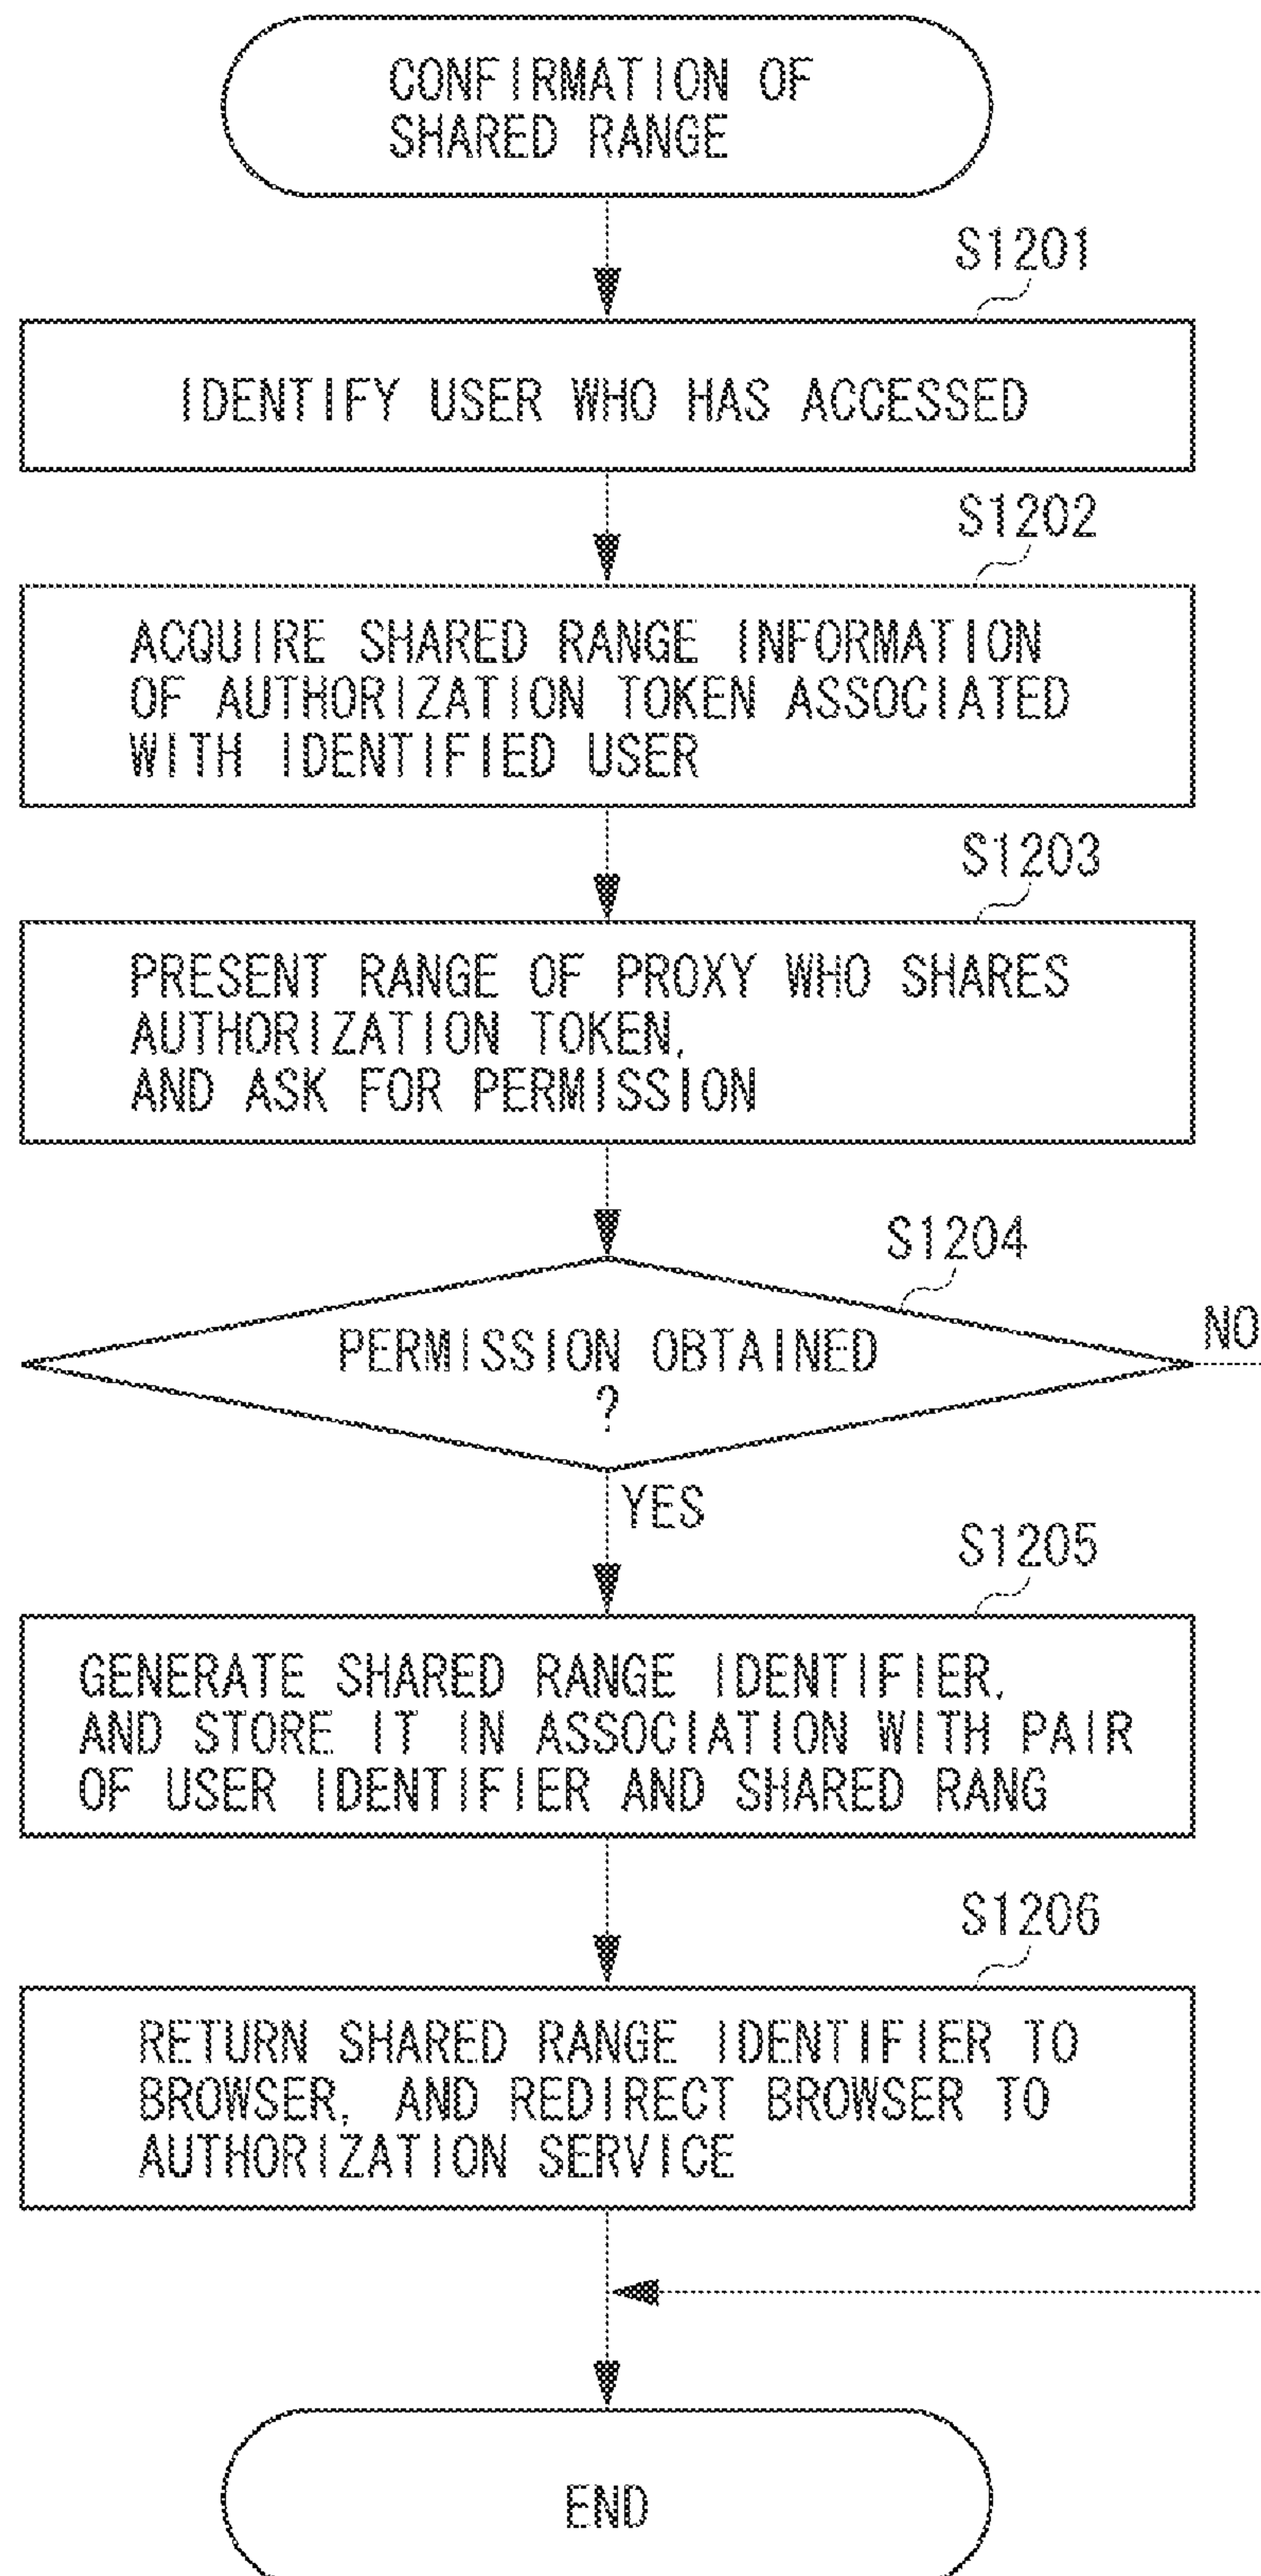 CONFIRMATION OF
SHARED RANGE
S1201
IDENTIFY USER WHO HAS ACCESSED
S1202
ACQUIRE SHARED RANGE INFORMATION
OF AUTHORIZATION TOKEN ASSOCIATED
WITH IDENTIFIED USER
S1203
PRESENT RANGE OF PROXY WHO SHARES
AUTHORIZATION TOKEN,
AND ASK FOR PERMISSION
S1204
PERMISSION OBTAINED
?
NO
YES
S1205
GENERATE SHARED RANGE IDENTIFIER,
AND STORE IT IN ASSOCIATION WITH PAIR
OF USER IDENTIFIER AND SHARED RANG
S1206
RETURN SHARED RANGE IDENTIFIER TO
BROWSER, AND REDIRECT BROWSER TO
AUTHORIZATION SERVICE
END